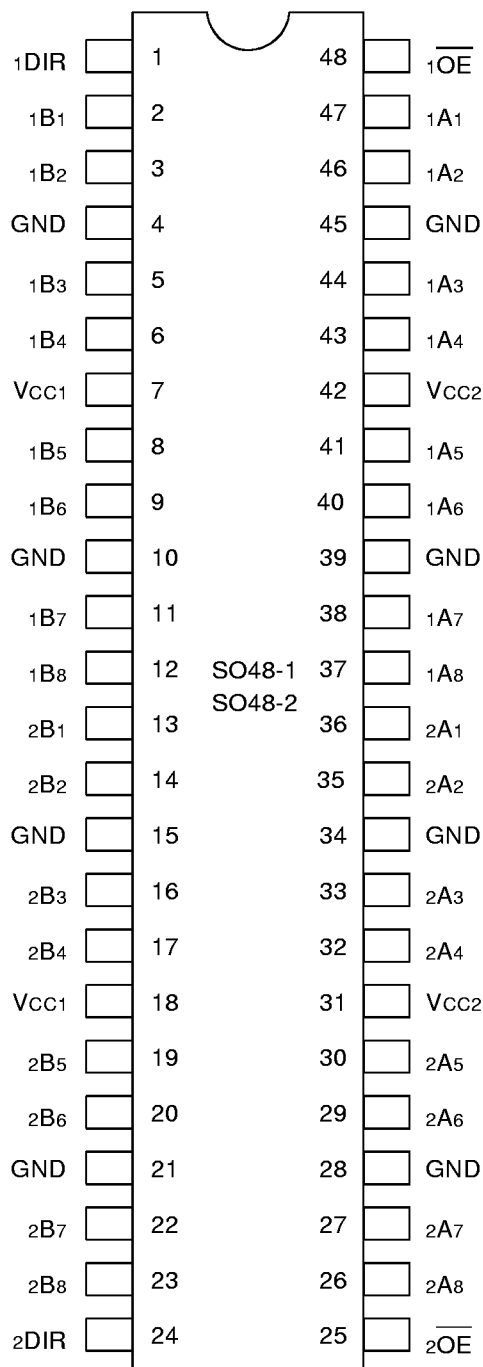 1DIR 1 48 1OE
1B1 2 47 1A1
1B2 3 46 1A2
GND 4 45 GND
1B3 5 44 1A3
1B4 6 43 1A4
VCC1 7 42 VCC2
1B5 8 41 1A5
1B6 9 40 1A6
GND 10 39 GND
1B7 11 38 1A7
1B8 12 SO48-1 37 1A8
SO48-2
2B1 13 36 2A1
2B2 14 35 2A2
GND 15 34 GND
2B3 16 33 2A3
2B4 17 32 2A4
VCC1 18 31 VCC2
2B5 19 30 2A5
2B6 20 29 2A6
GND 21 28 GND
2B7 22 27 2A7
2B8 23 26 2A8
2DIR 24 25 2OE